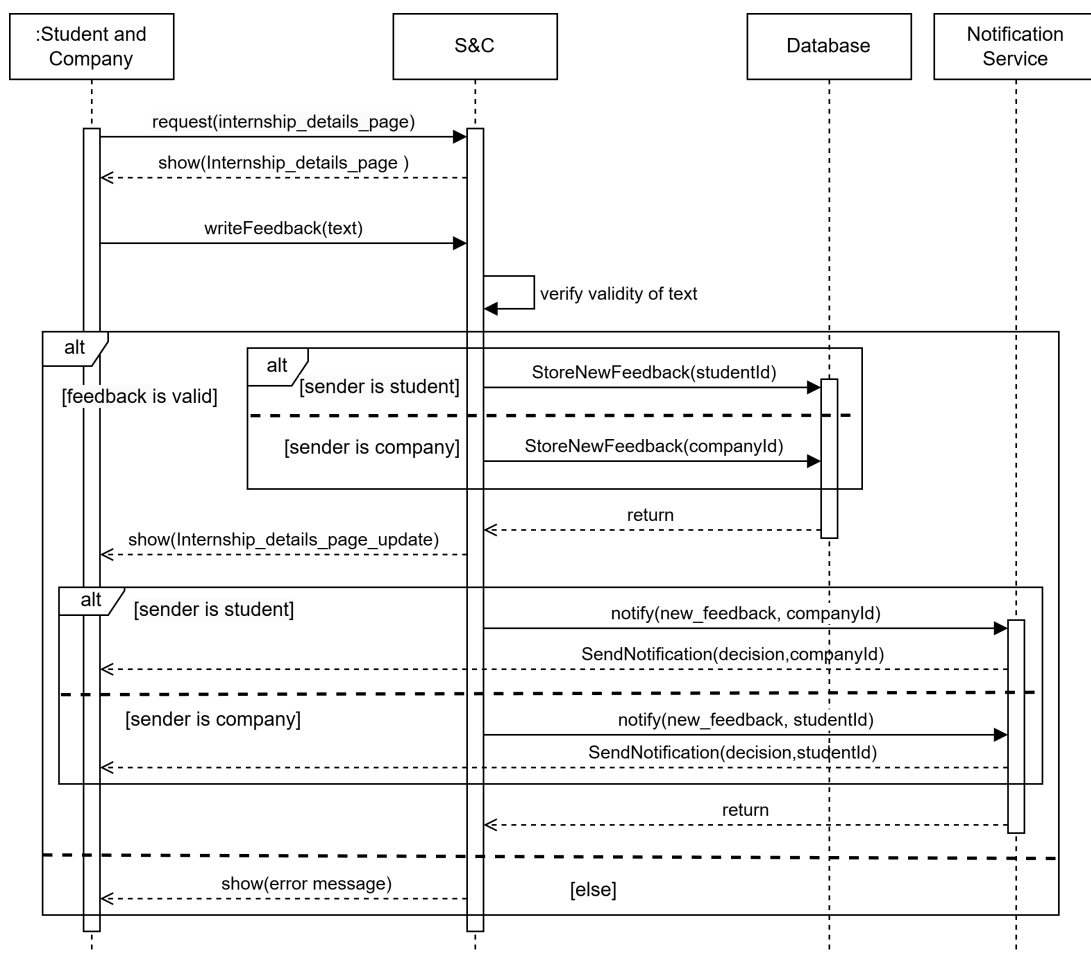 :Student and
Company
S&C
Database
Notification
Service
request(internship_details_page)
show(Internship_details_page )
writeFeedback(text)
verify validity of text
alt
[feedback is valid]
alt
[sender is student]
StoreNewFeedback(studentId)
[sender is company]
StoreNewFeedback(companyId)
return
show(Internship_details_page_update)
alt
[sender is student]
notify(new_feedback, companyId)
SendNotification(decision,companyId)
[sender is company]
notify(new_feedback, studentId)
SendNotification(decision,studentId)
return
show(error message)
[else]